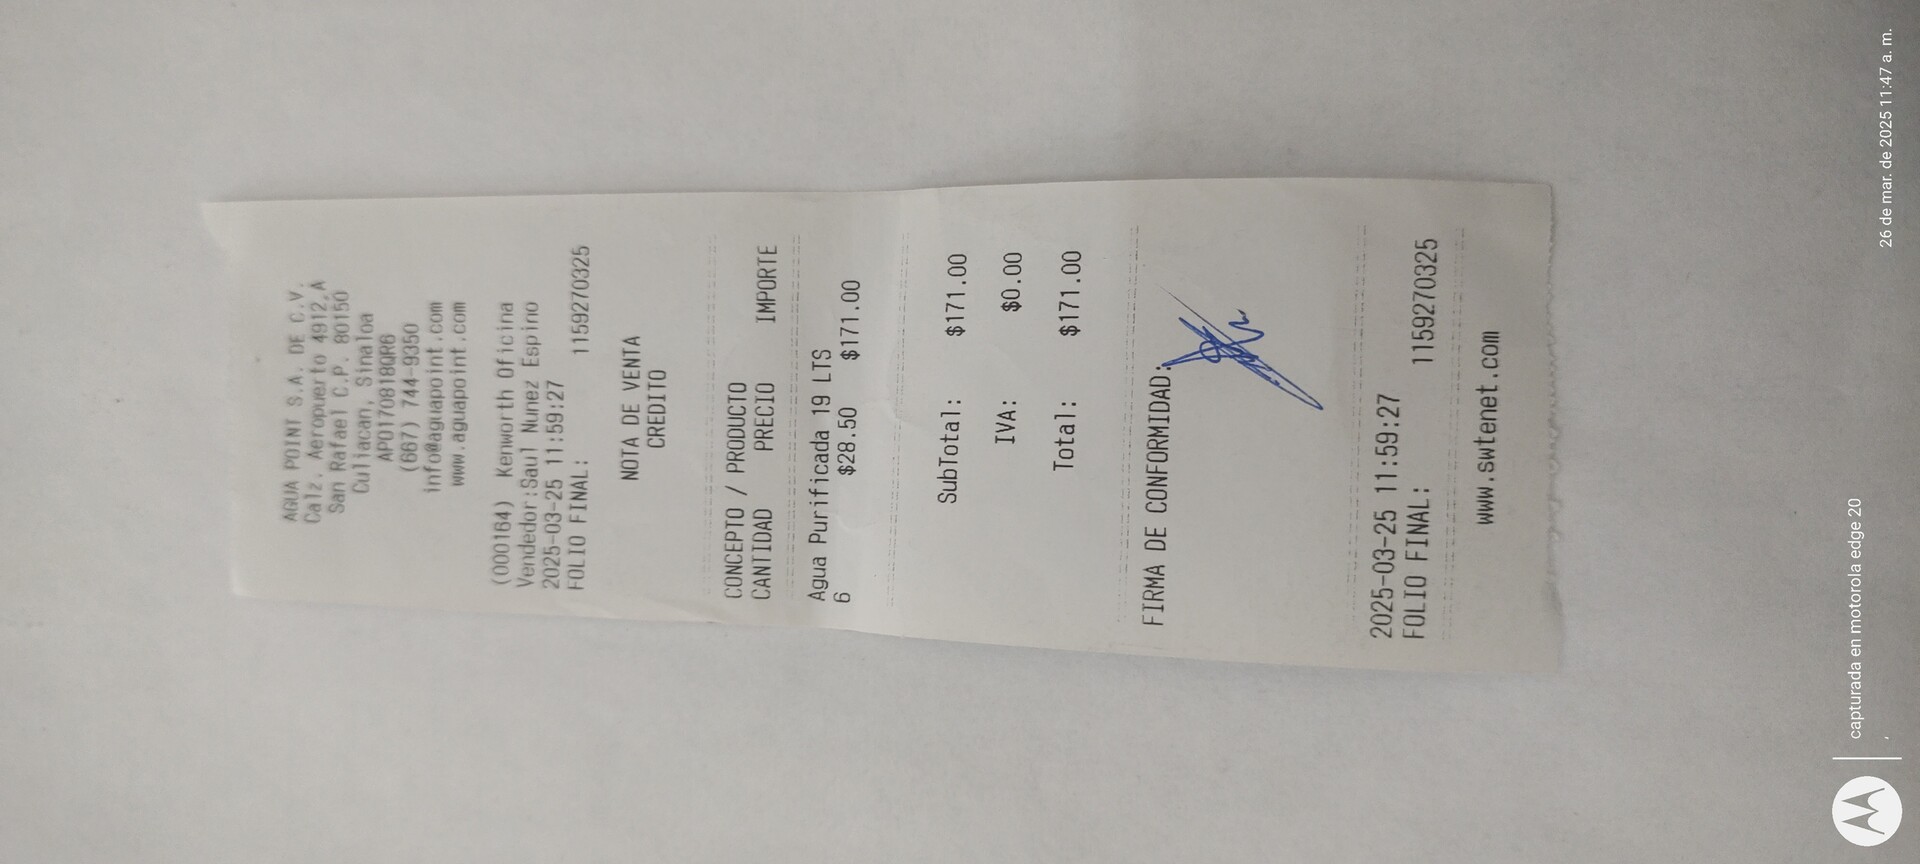 AGUA POINT S.A. DE C.V.
Calz. Aeropuerto 4912,A
San Rafael C.P. 80150
Culiacan, Sinaloa
APO170818QR6
(667) 744-9350
info@aguapoint.com
www.aguapoint.com
(000164) Kenworth Oficina
Vendedor:Saul Nunez Espino
2025-03-25 11:59:27
FOLIO FINAL: 1159270325
NOTA DE VENTA
CREDITO
CONCEPTO / PRODUCTO
CANTIDAD PRECIO IMPORTE
Agua Purificada 19 LTS
6 $28.50 $171.00
SubTotal: $171.00
IVA: $0.00
Total: $171.00
FIRMA DE CONFORMIDAD:
2025-03-25 11:59:27
FOLIO FINAL: 1159270325
www.swtenet.com
capturada en motorola edge 20
26 de mar. de 2025 11:47 a. m.